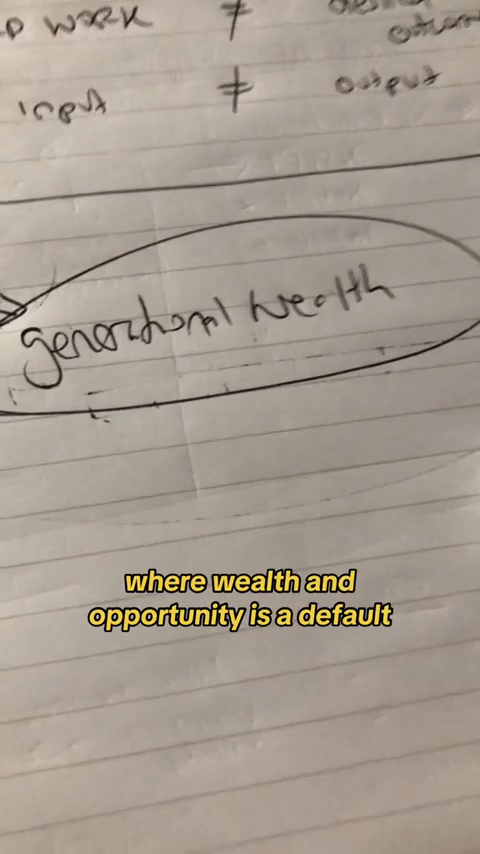 WORK ≠
input ≠ output
generational wealth
where wealth and
opportunity is a default